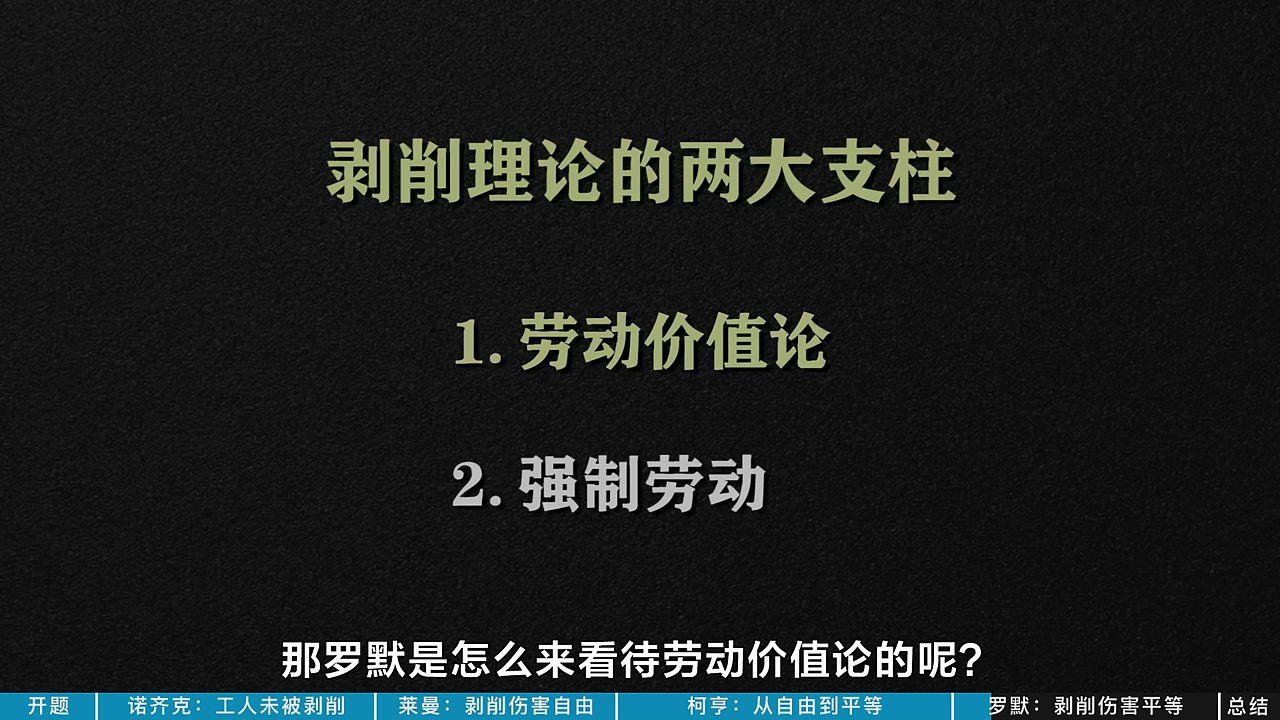 剥削理论的两大支柱
1. 劳动价值论
2. 强制劳动
那罗默是怎么来看待劳动价值论的呢?
开题 诺齐克：工人未被剥削 莱曼：剥削伤害自由 柯亨：从自由到平等 罗默：剥削伤害平等 总结